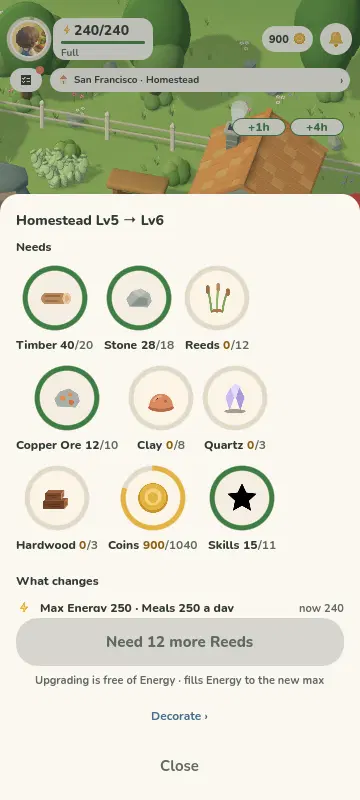 240/240
Full
900
San Francisco · Homestead ›
+1h +4h
Homestead Lv5 → Lv6
Needs
Timber 40/20 Stone 28/18 Reeds 0/12
Copper Ore 12/10 Clay 0/8 Quartz 0/3
Hardwood 0/3 Coins 900/1040 Skills 15/11
What changes
Max Energy 250 · Meals 250 a day now 240
Need 12 more Reeds
Upgrading is free of Energy · fills Energy to the new max
Decorate ›
Close